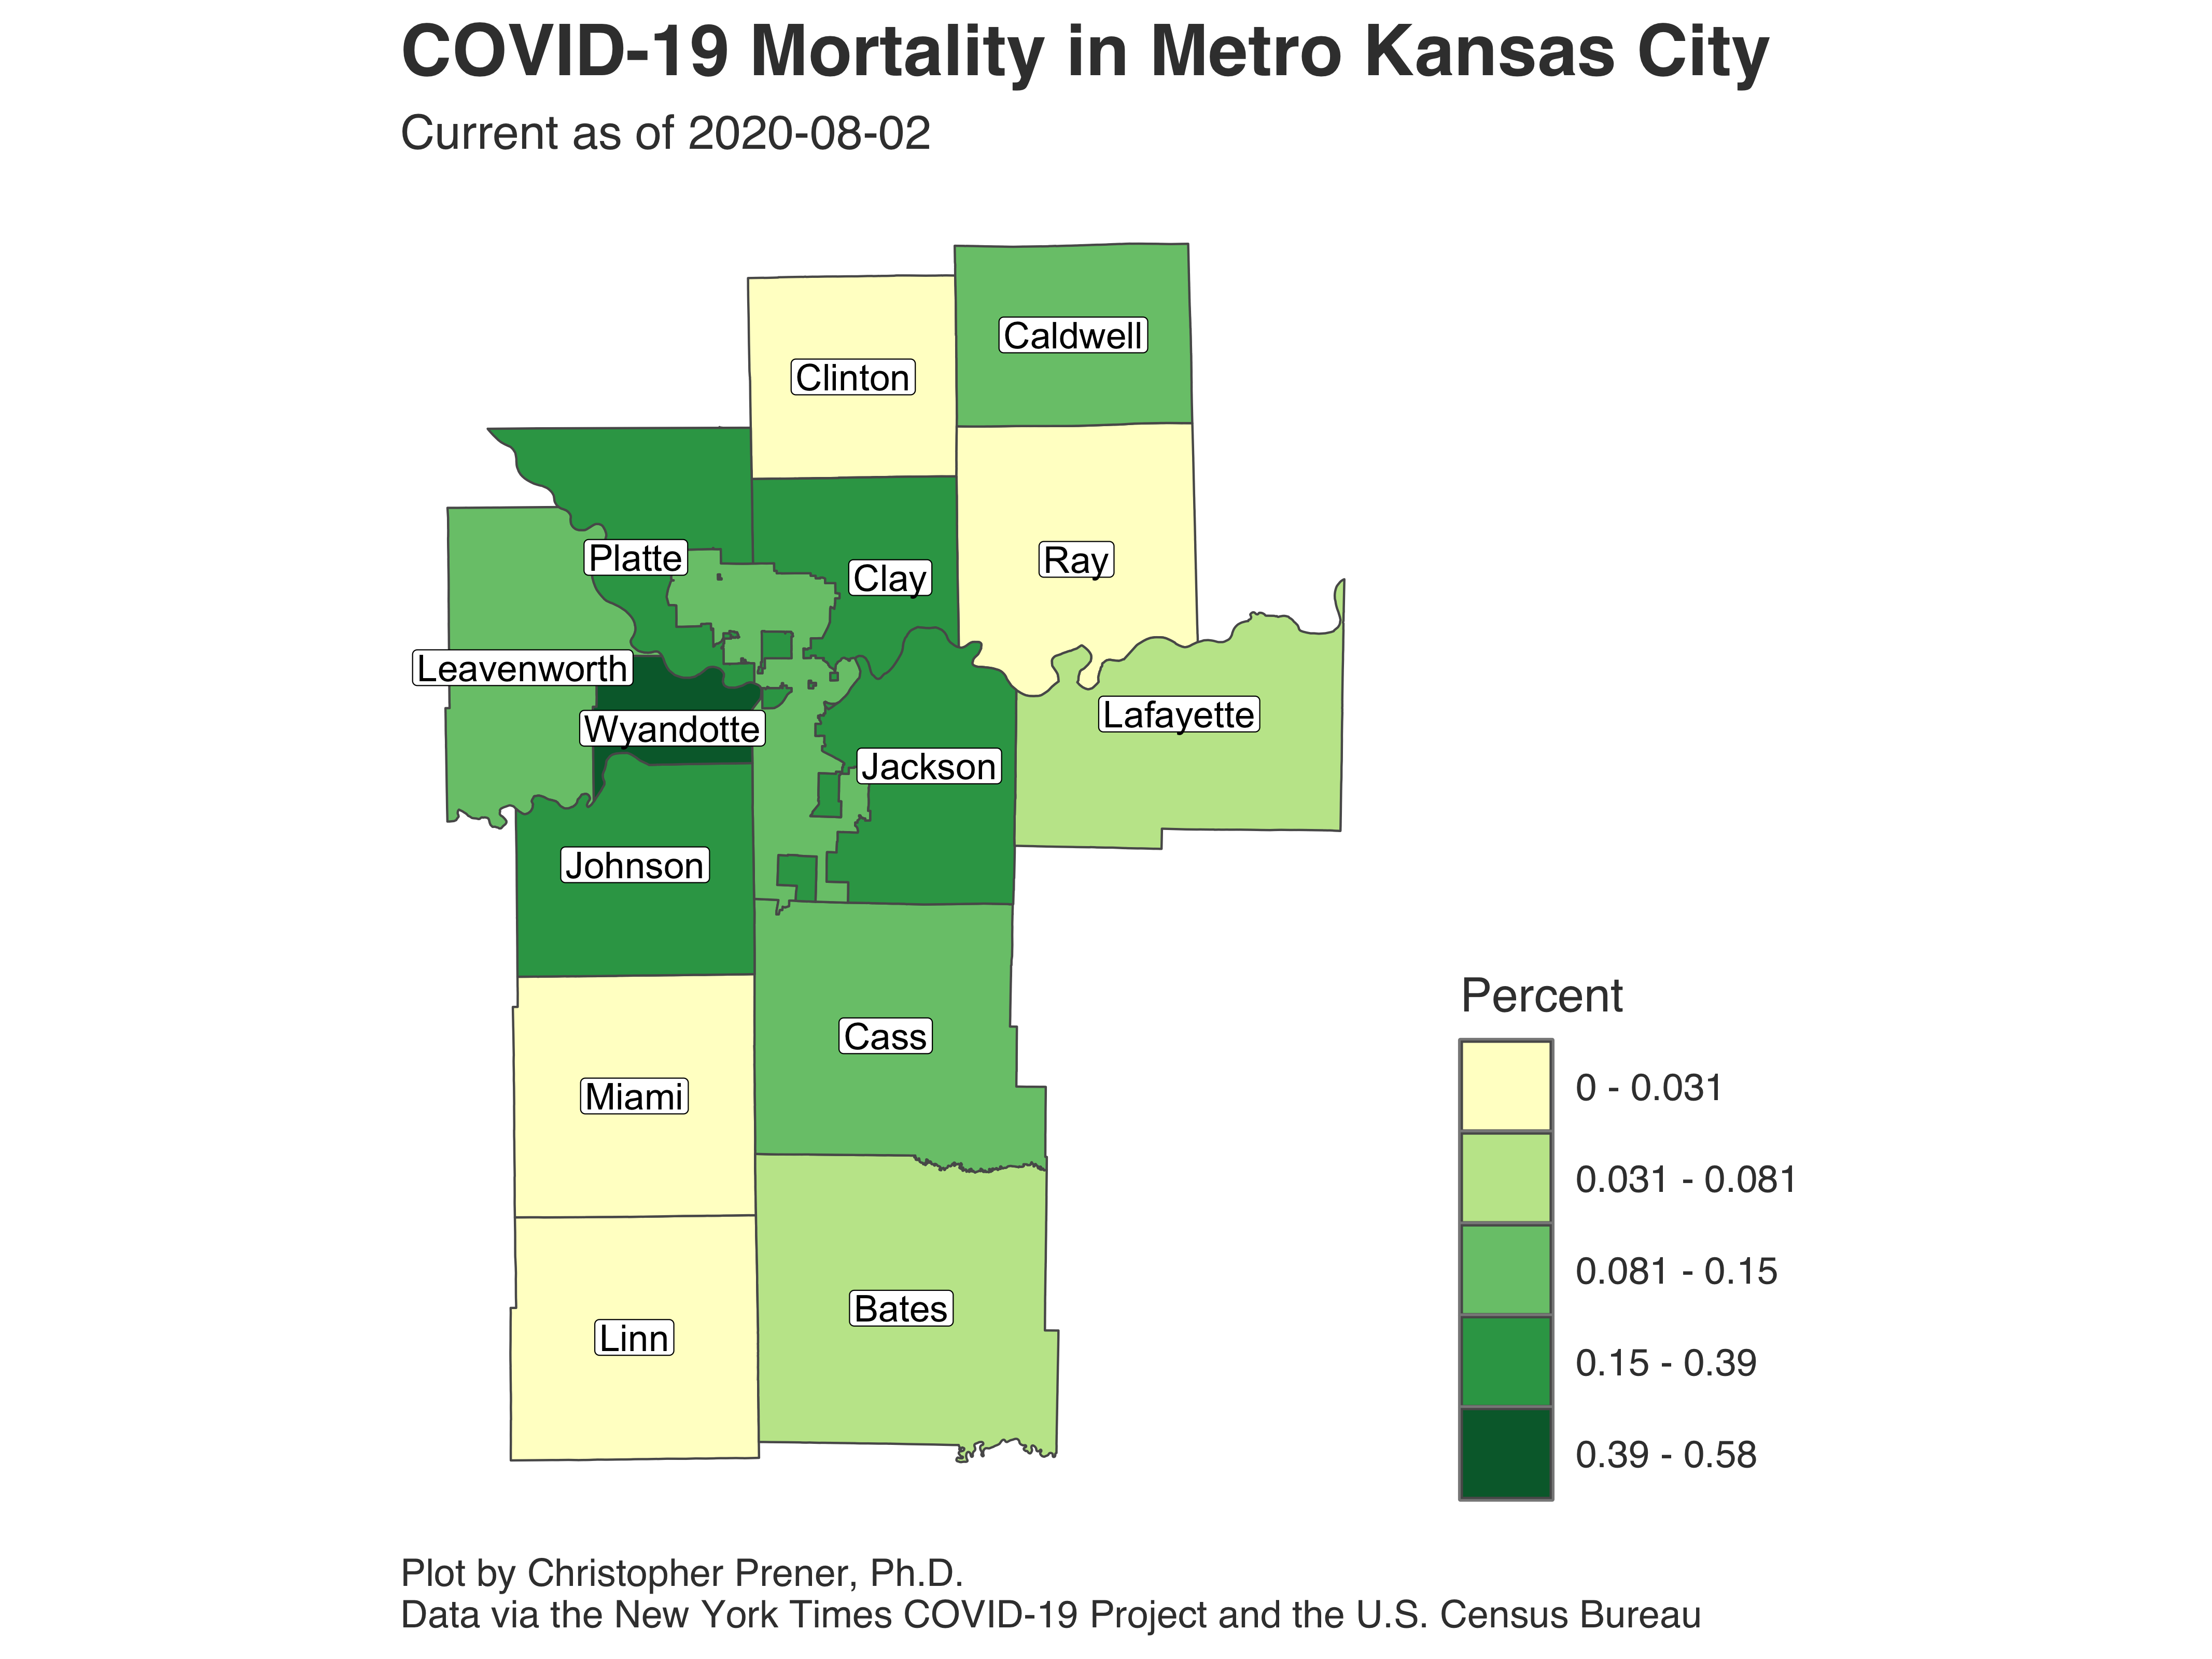 COVID-19 Mortality in Metro Kansas City
Current as of 2020-08-02
Caldwell
Clinton
Platte
Clay
Ray
Leavenworth
Wyandotte
Lafayette
Jackson
Johnson
Cass
Miami
Bates
Linn
Percent
0 - 0.031
0.031 - 0.081
0.081 - 0.15
0.15 - 0.39
0.39 - 0.58
Plot by Christopher Prener, Ph.D.
Data via the New York Times COVID-19 Project and the U.S. Census Bureau